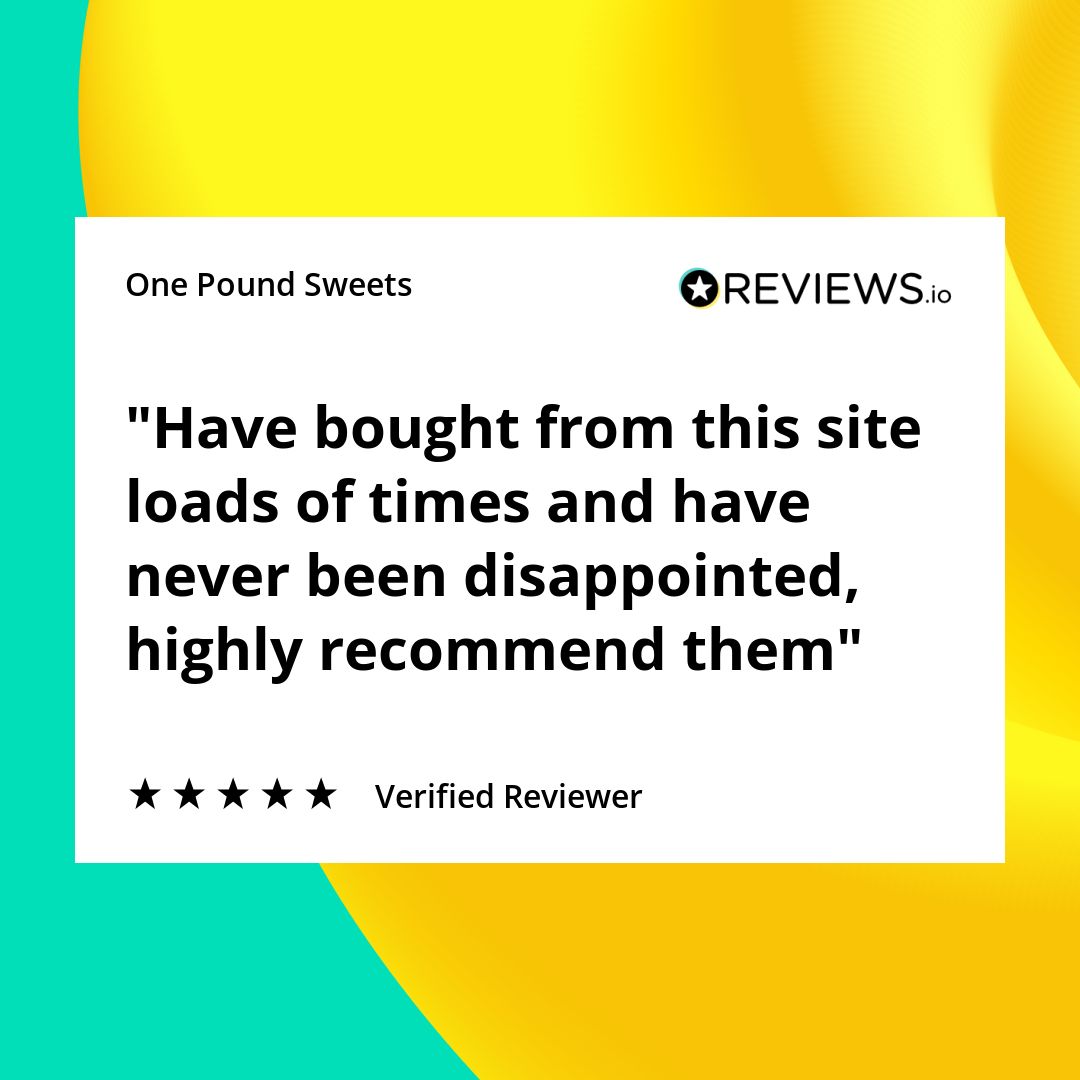 One Pound Sweets
REVIEWS.io
"Have bought from this site
loads of times and have
never been disappointed,
highly recommend them"
★ ★ ★ ★ ★ Verified Reviewer